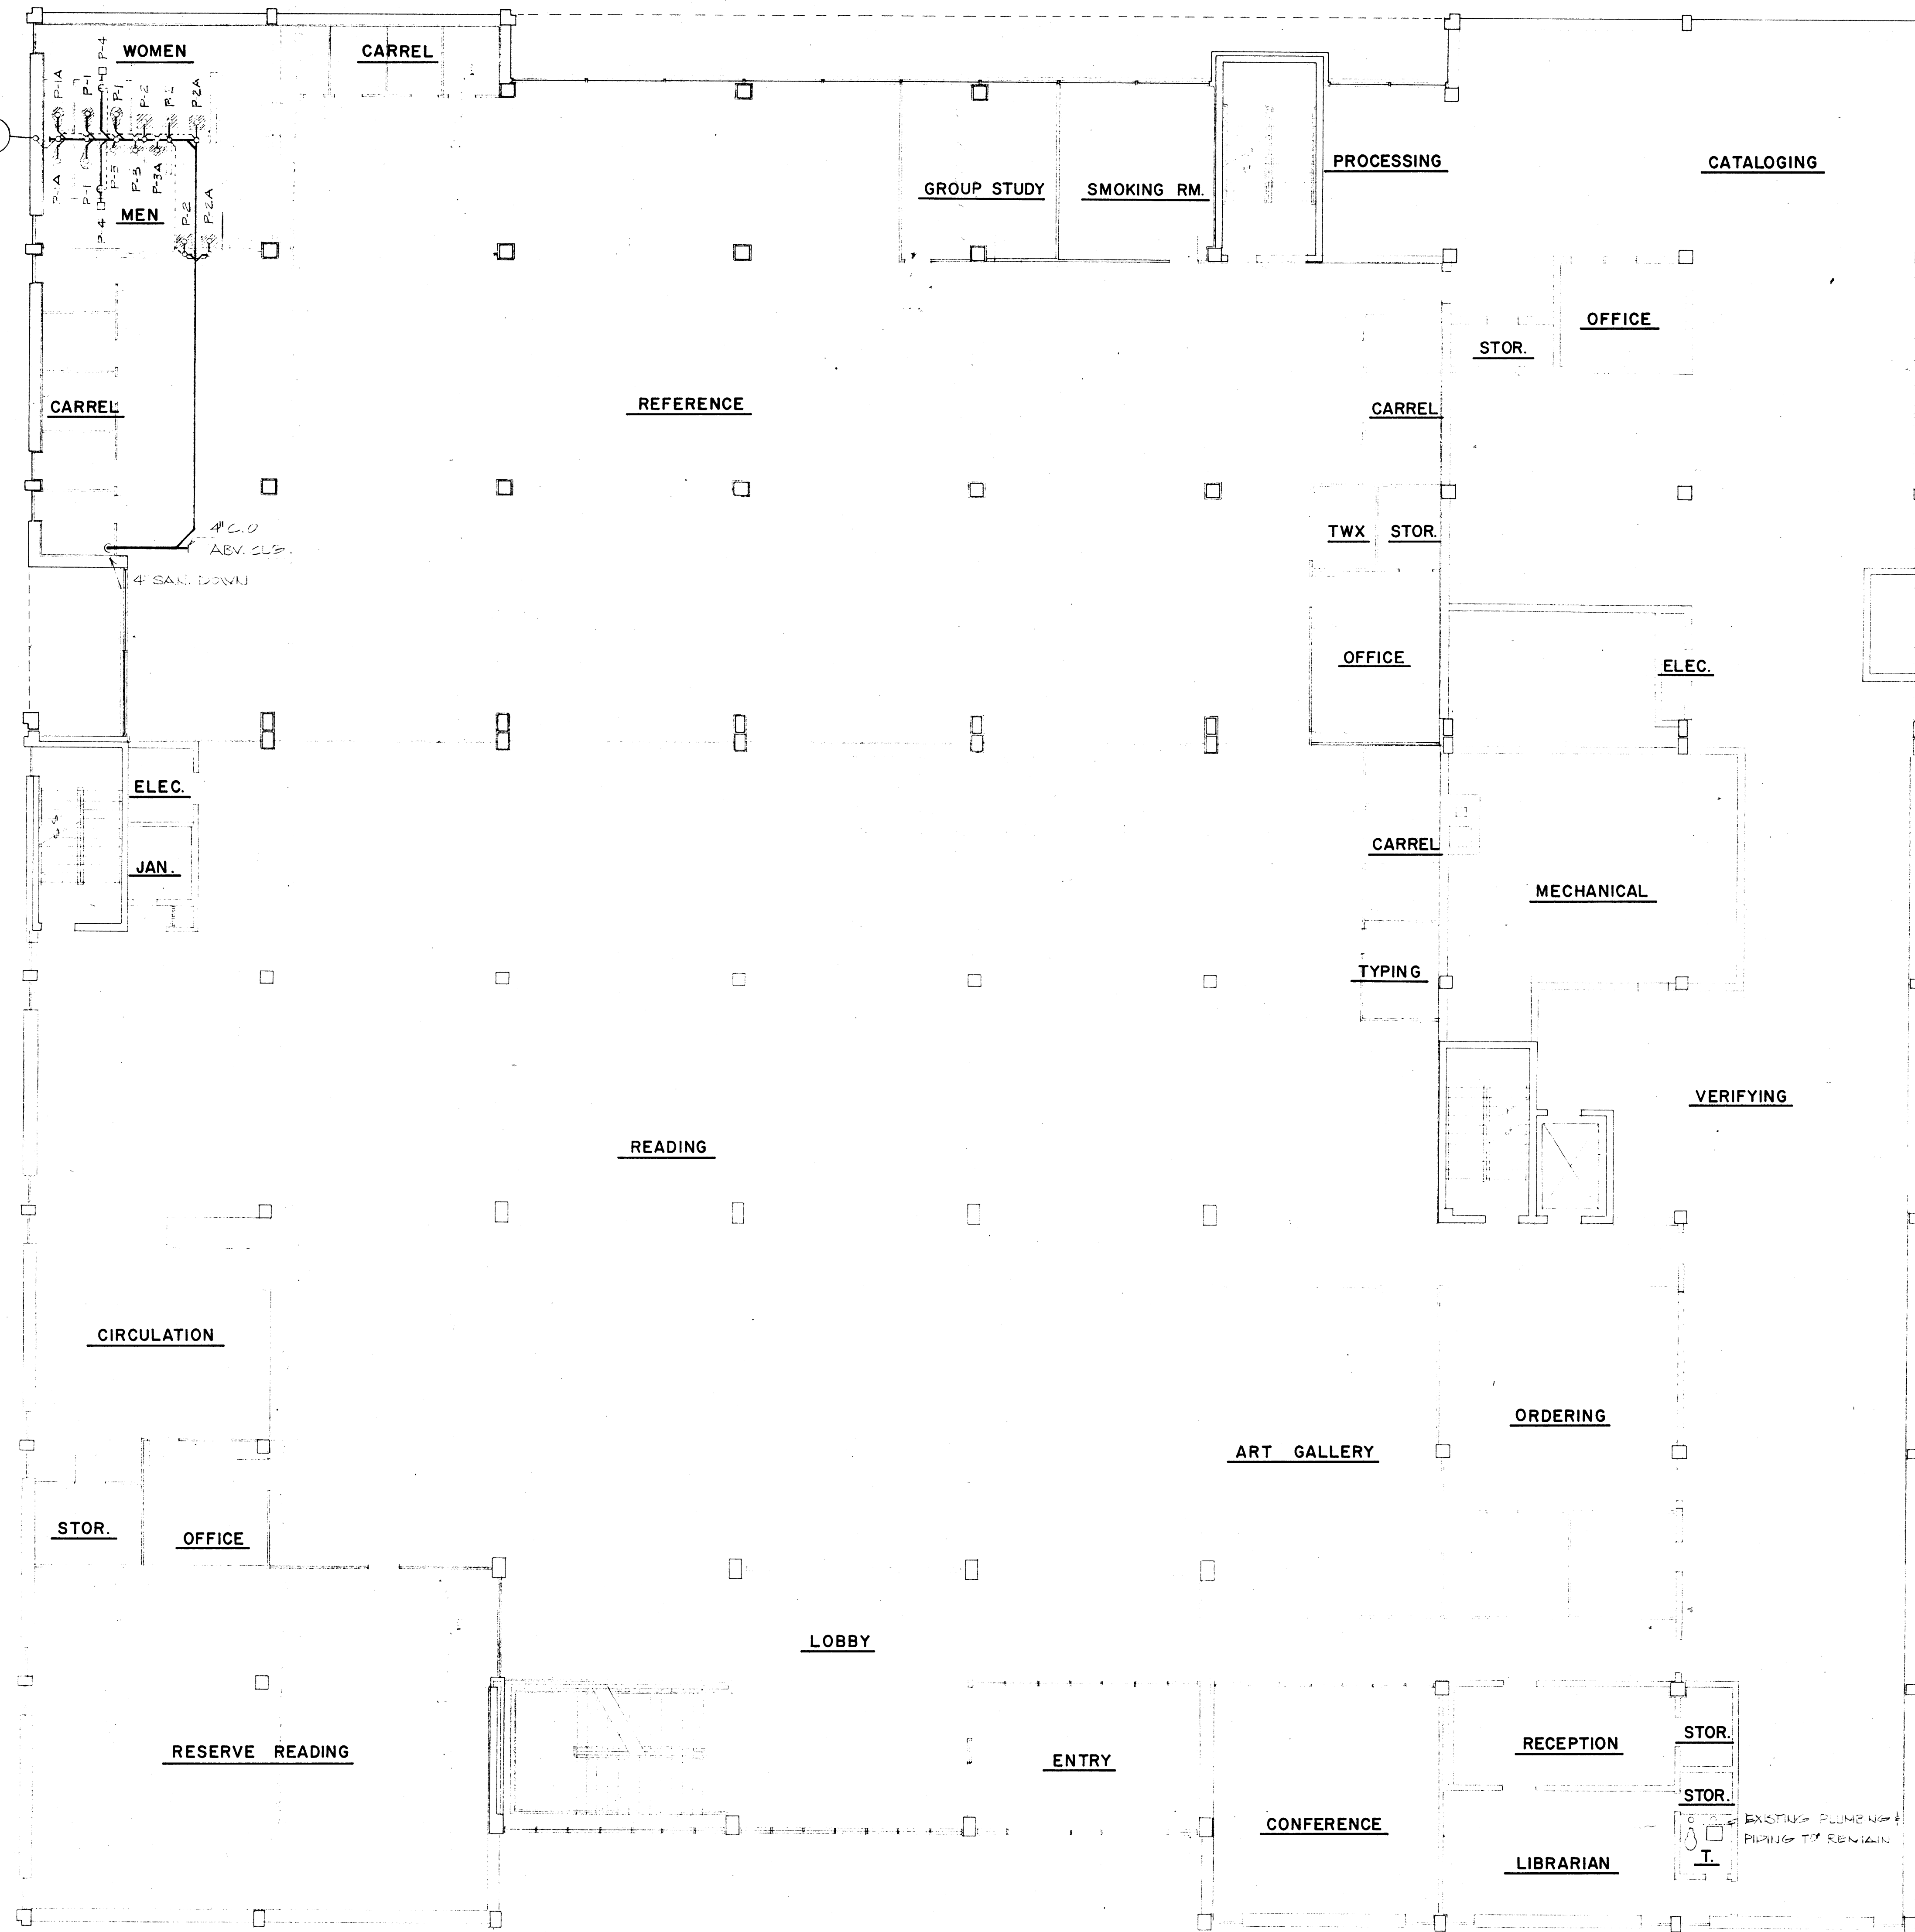 WOMEN
CARREL
P-4
P-1A
P-1
P-1
P-2
P-2
P2A
P-1A
P-1
P-3
P-3
P-3A
P-4
MEN
P-2
P-2A
GROUP STUDY
SMOKING RM.
PROCESSING
CATALOGING
OFFICE
STOR.
CARREL
REFERENCE
CARREL
4" C.O
ABV. CLG.
4" SAN. DOWN
TWX
STOR.
OFFICE
ELEC.
ELEC.
JAN.
CARREL
MECHANICAL
TYPING
VERIFYING
READING
CIRCULATION
ORDERING
ART GALLERY
STOR.
OFFICE
LOBBY
RESERVE READING
ENTRY
RECEPTION
STOR.
STOR.
CONFERENCE
EXISTING PLUMBING &
PIPING TO REMAIN
LIBRARIAN
T.